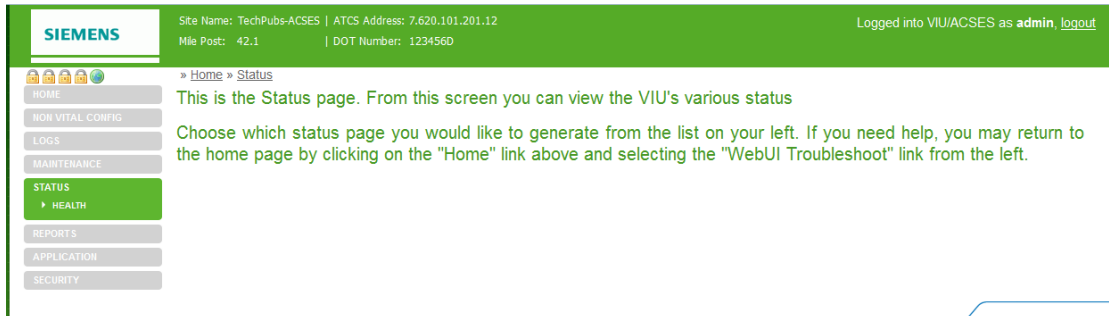 SIEMENS
Site Name: TechPubs-ACSES | ATCS Address: 7.620.101.201.12
Mile Post: 42.1 | DOT Number: 123456D
Logged into VIU/ACSES as admin, logout
» Home » Status
HOME
NON VITAL CONFIG
LOGS
MAINTENANCE
STATUS
HEALTH
REPORTS
APPLICATION
SECURITY
This is the Status page. From this screen you can view the VIU's various status
Choose which status page you would like to generate from the list on your left. If you need help, you may return to
the home page by clicking on the "Home" link above and selecting the "WebUI Troubleshoot" link from the left.